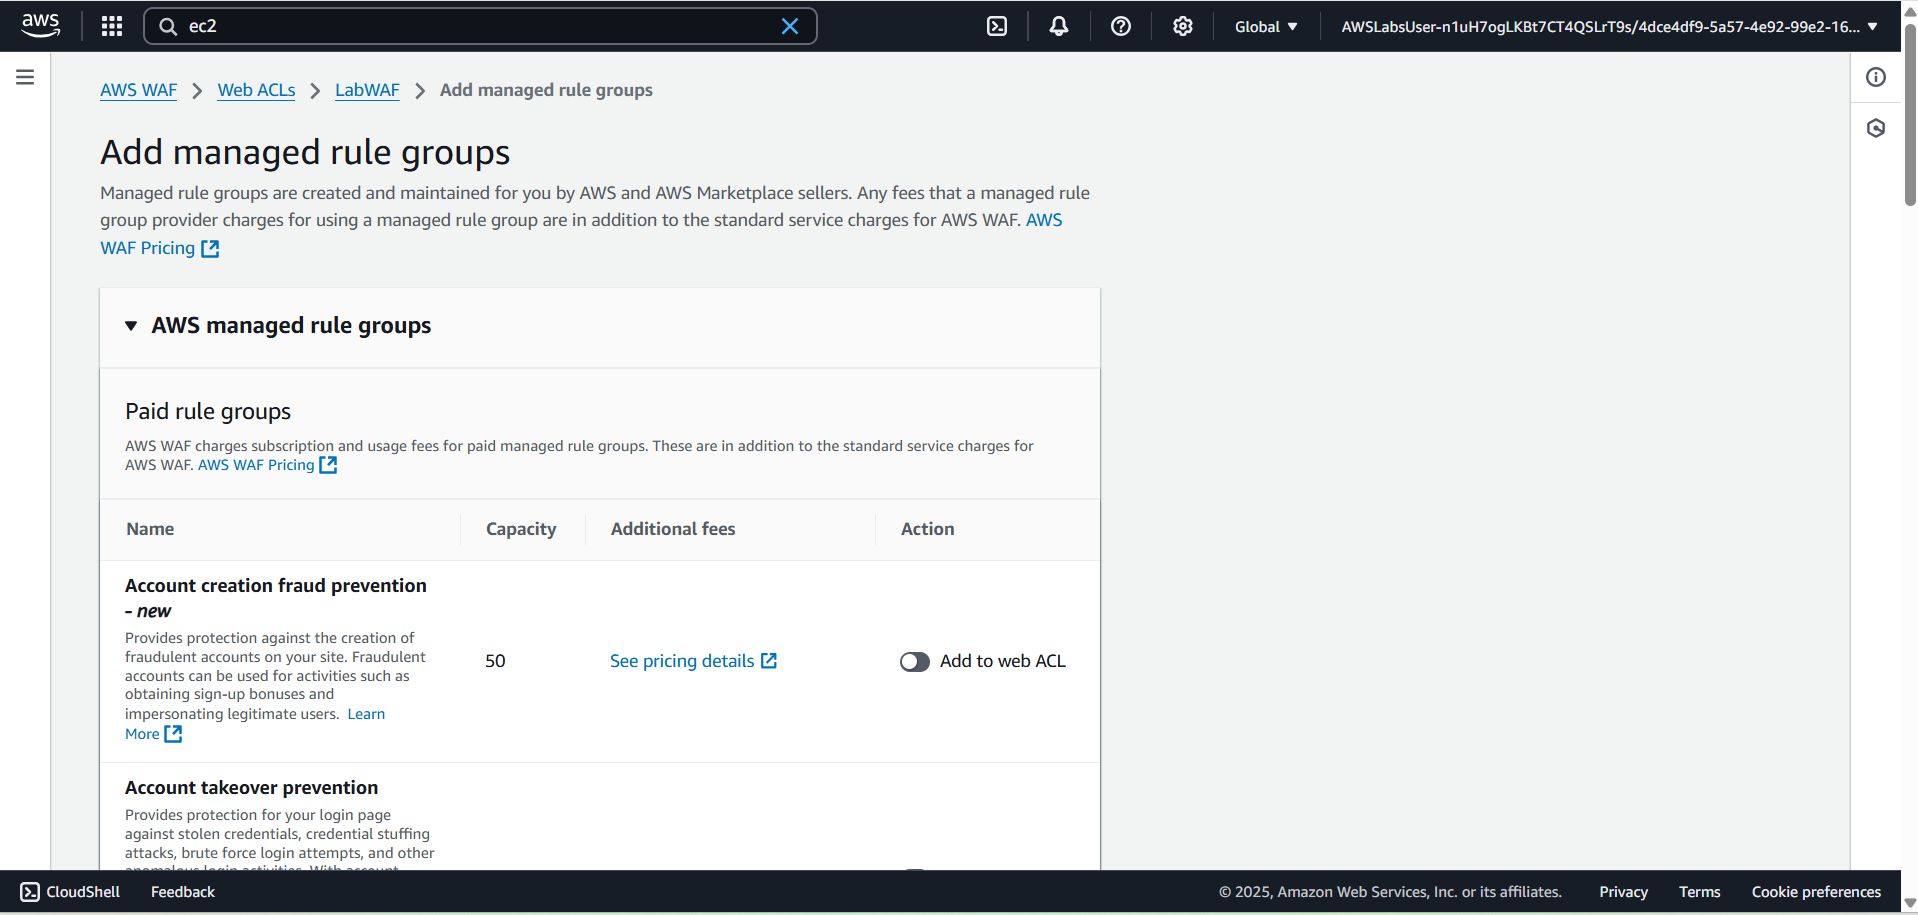 aws
ec2
Global
AWSLabsUser-n1uH7ogLKBt7CT4QSLrT9s/4dce4df9-5a57-4e92-99e2-16...
AWS WAF > Web ACLs > LabWAF > Add managed rule groups
Add managed rule groups
Managed rule groups are created and maintained for you by AWS and AWS Marketplace sellers. Any fees that a managed rule
group provider charges for using a managed rule group are in addition to the standard service charges for AWS WAF. AWS
WAF Pricing
AWS managed rule groups
Paid rule groups
AWS WAF charges subscription and usage fees for paid managed rule groups. These are in addition to the standard service charges for
AWS WAF. AWS WAF Pricing
Name Capacity Additional fees Action
Account creation fraud prevention
- new
Provides protection against the creation of
fraudulent accounts on your site. Fraudulent
accounts can be used for activities such as
obtaining sign-up bonuses and
impersonating legitimate users. Learn
More
50
See pricing details
Add to web ACL
Account takeover prevention
Provides protection for your login page
against stolen credentials, credential stuffing
attacks, brute force login attempts, and other
anomalous login activities. With account
CloudShell Feedback
© 2025, Amazon Web Services, Inc. or its affiliates. Privacy Terms Cookie preferences